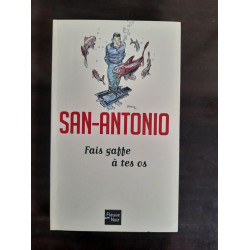 SAN-ANTONIO
Fais gaffe
à tes os
Fleuve
Noir